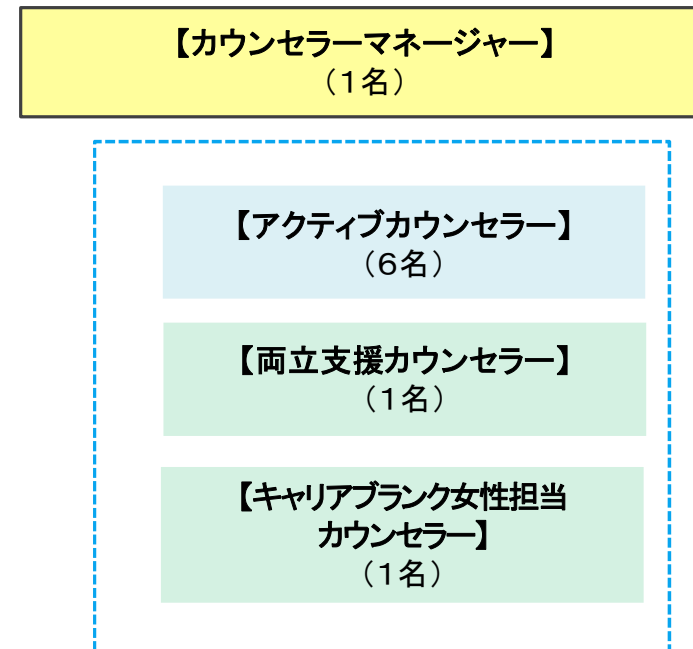 【カウンセラーマネージャー】
（１名）
【アクティブカウンセラー】
（６名）
【両立支援カウンセラー】
（１名）
【キャリアブランク女性担当
カウンセラー】
（１名）